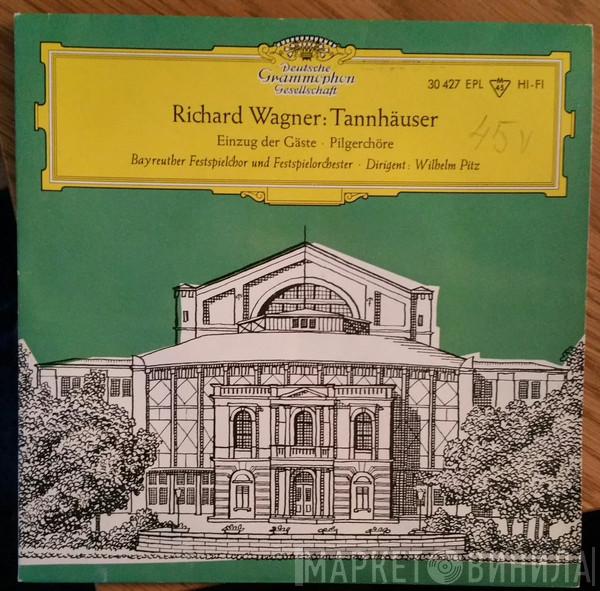 Deutsche
Grammophon
Gesellschaft
30 427 EPL M 45 HI-FI
Richard Wagner: Tannhäuser
45 v
Einzug der Gäste · Pilgerchöre
Bayreuther Festspielchor und Festspielorchester · Dirigent: Wilhelm Pitz
МАРКЕТ ВИНИЛА